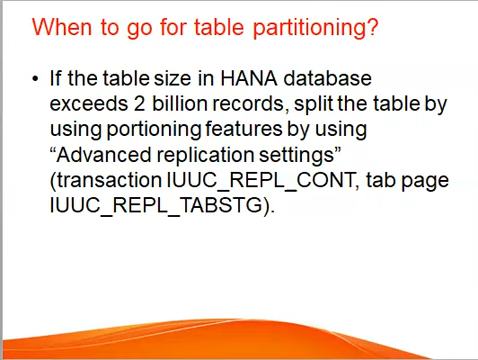 When to go for table partitioning?
• If the table size in HANA database
exceeds 2 billion records, split the table by
using portioning features by using
“Advanced replication settings”
(transaction IUUC_REPL_CONT, tab page
IUUC_REPL_TABSTG).